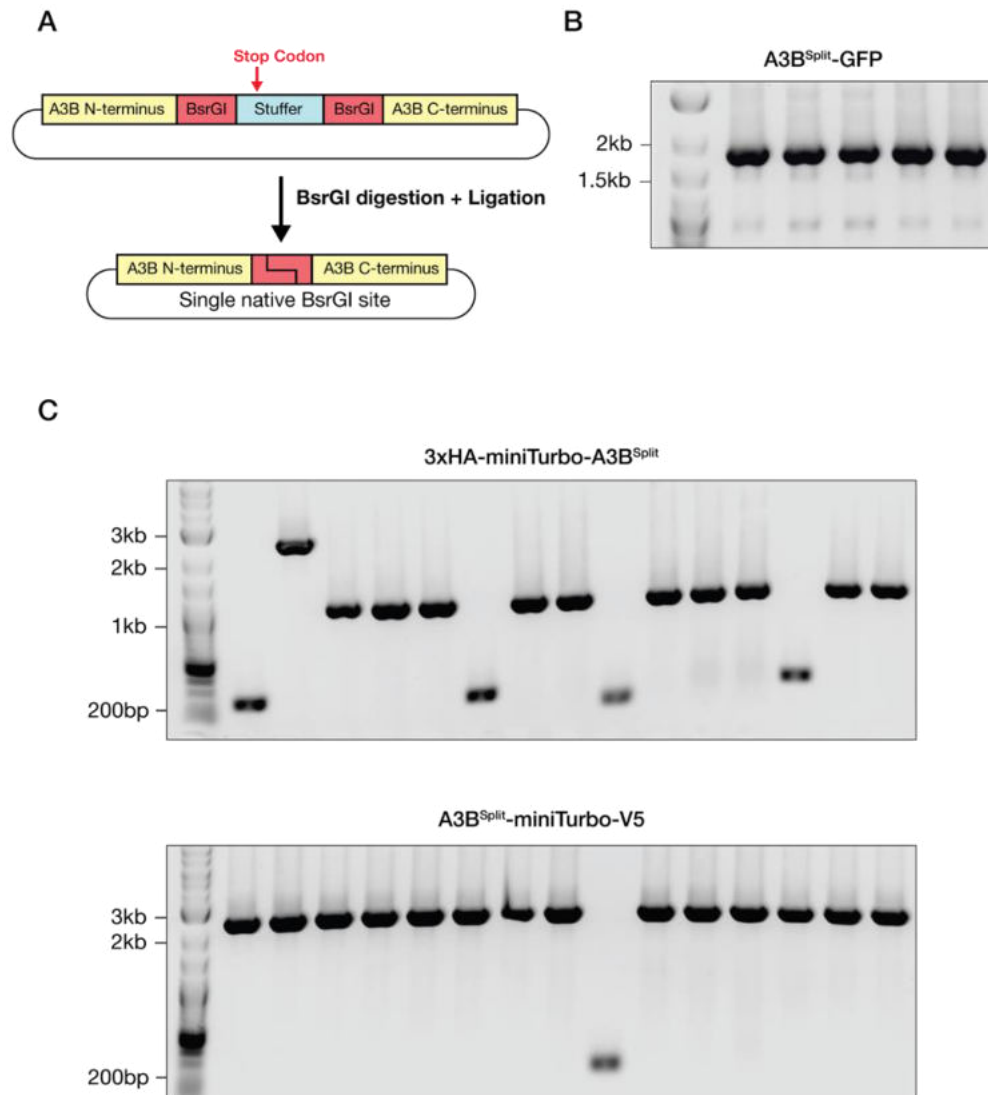 A
Stop Codon
A3B N-terminus BsrGI Stuffer BsrGI A3B C-terminus
BsrGI digestion + Ligation
A3B N-terminus A3B C-terminus
Single native BsrGI site
B
A3BSplit-GFP
2kb
1.5kb
C
3xHA-miniTurbo-A3BSplit
3kb
2kb
1kb
200bp
A3BSplit-miniTurbo-V5
3kb
2kb
200bp